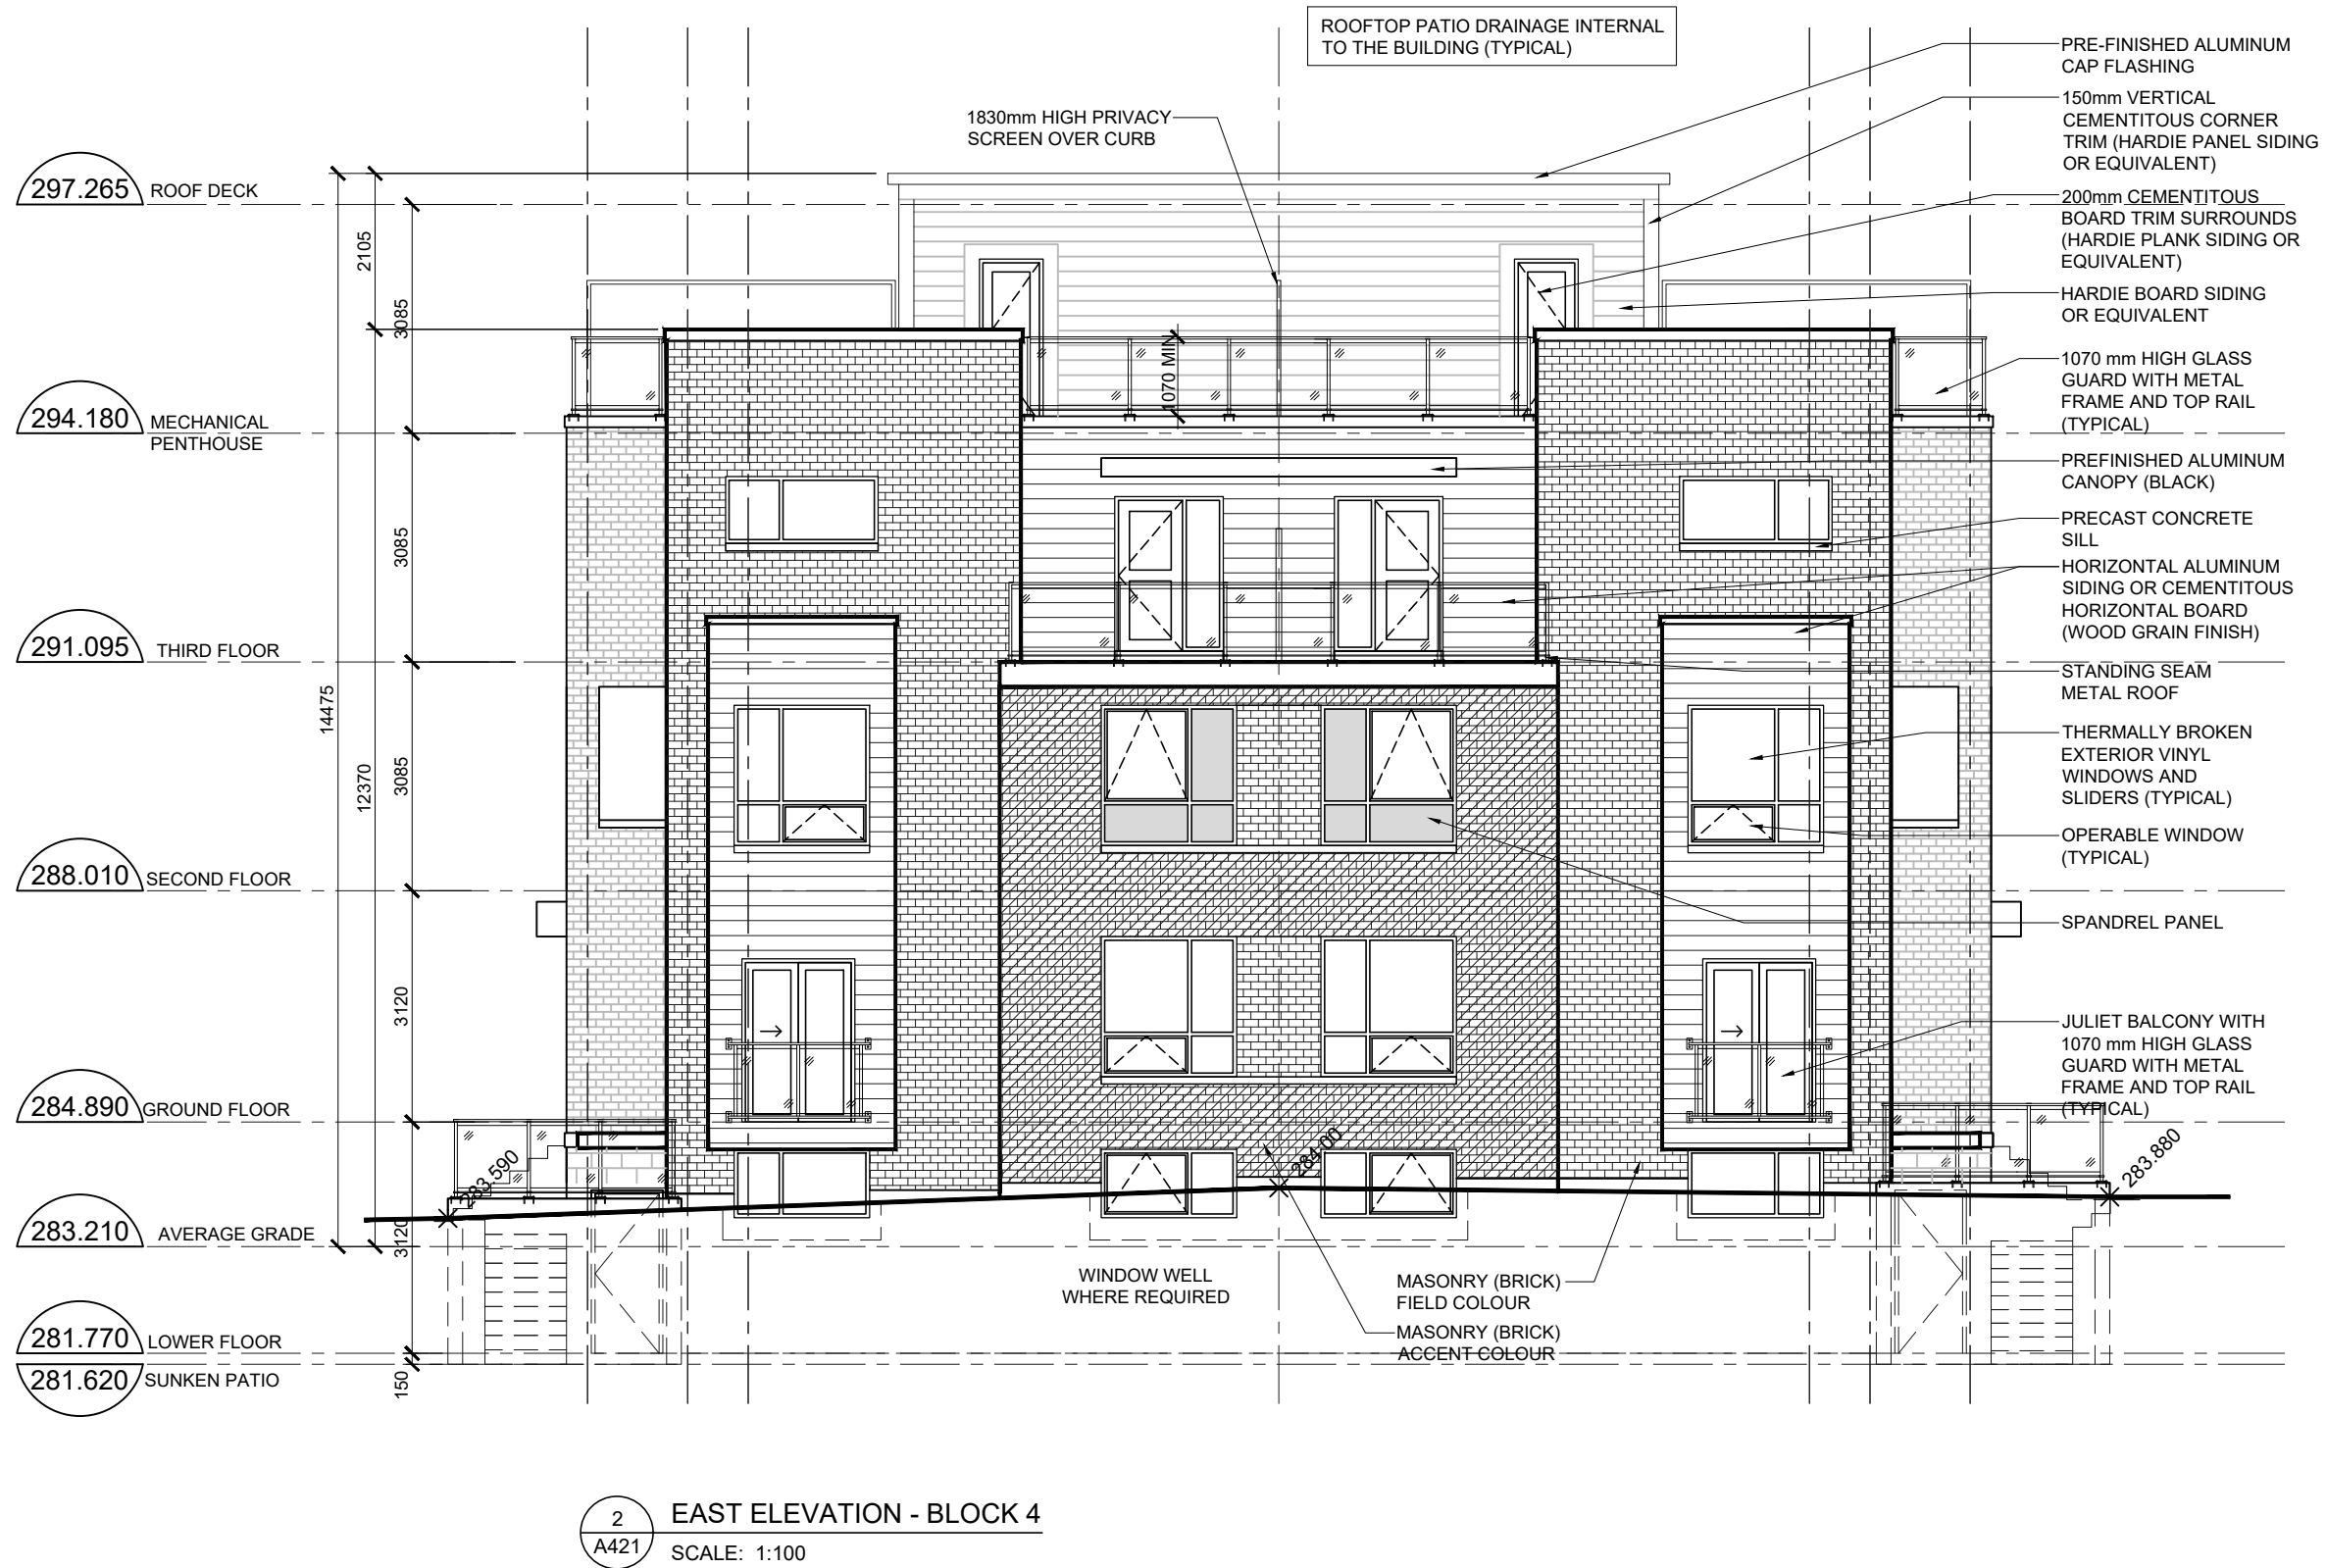 ROOFTOP PATIO DRAINAGE INTERNAL
TO THE BUILDING (TYPICAL)
1830mm HIGH PRIVACY
SCREEN OVER CURB
PRE-FINISHED ALUMINUM
CAP FLASHING
150mm VERTICAL
CEMENTITOUS CORNER
TRIM (HARDIE PANEL SIDING
OR EQUIVALENT)
200mm CEMENTITOUS
BOARD TRIM SURROUNDS
(HARDIE PLANK SIDING OR
EQUIVALENT)
HARDIE BOARD SIDING
OR EQUIVALENT
1070 mm HIGH GLASS
GUARD WITH METAL
FRAME AND TOP RAIL
(TYPICAL)
PREFINISHED ALUMINUM
CANOPY (BLACK)
PRECAST CONCRETE
SILL
HORIZONTAL ALUMINUM
SIDING OR CEMENTITOUS
HORIZONTAL BOARD
(WOOD GRAIN FINISH)
STANDING SEAM
METAL ROOF
THERMALLY BROKEN
EXTERIOR VINYL
WINDOWS AND
SLIDERS (TYPICAL)
OPERABLE WINDOW
(TYPICAL)
SPANDREL PANEL
JULIET BALCONY WITH
1070 mm HIGH GLASS
GUARD WITH METAL
FRAME AND TOP RAIL
(TYPICAL)
297.265 ROOF DECK
294.180 MECHANICAL
PENTHOUSE
291.095 THIRD FLOOR
288.010 SECOND FLOOR
284.890 GROUND FLOOR
283.210 AVERAGE GRADE
281.770 LOWER FLOOR
281.620 SUNKEN PATIO
14475
2105
12370
3085
3085
3085
3120
3120
150
1070 MIN
283.590
284.00
283.880
WINDOW WELL
WHERE REQUIRED
MASONRY (BRICK)
FIELD COLOUR
MASONRY (BRICK)
ACCENT COLOUR
2
A421
EAST ELEVATION - BLOCK 4
SCALE: 1:100